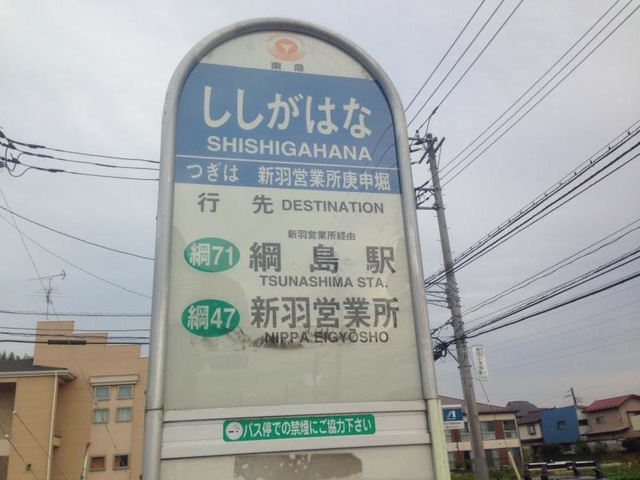 東急
ししがはな
SHISHIGAHANA
つぎは 新羽営業所庚申堀
行先 DESTINATION
新羽営業所経由
綱71 綱島駅
TSUNASHIMA STA.
綱47 新羽営業所
NIPPA EIGYOSHO
バス停での禁煙にご協力下さい